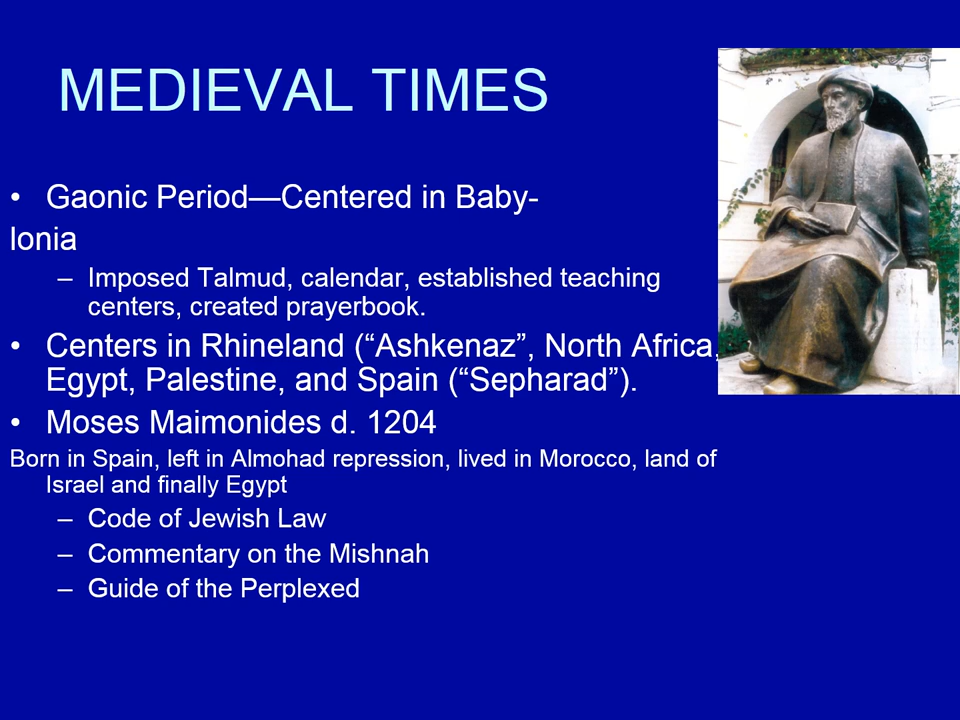 MEDIEVAL TIMES
• Gaonic Period—Centered in Baby-
lonia
– Imposed Talmud, calendar, established teaching
centers, created prayerbook.
• Centers in Rhineland (“Ashkenaz”, North Africa,
Egypt, Palestine, and Spain (“Sepharad”).
• Moses Maimonides d. 1204
Born in Spain, left in Almohad repression, lived in Morocco, land of
Israel and finally Egypt
– Code of Jewish Law
– Commentary on the Mishnah
– Guide of the Perplexed